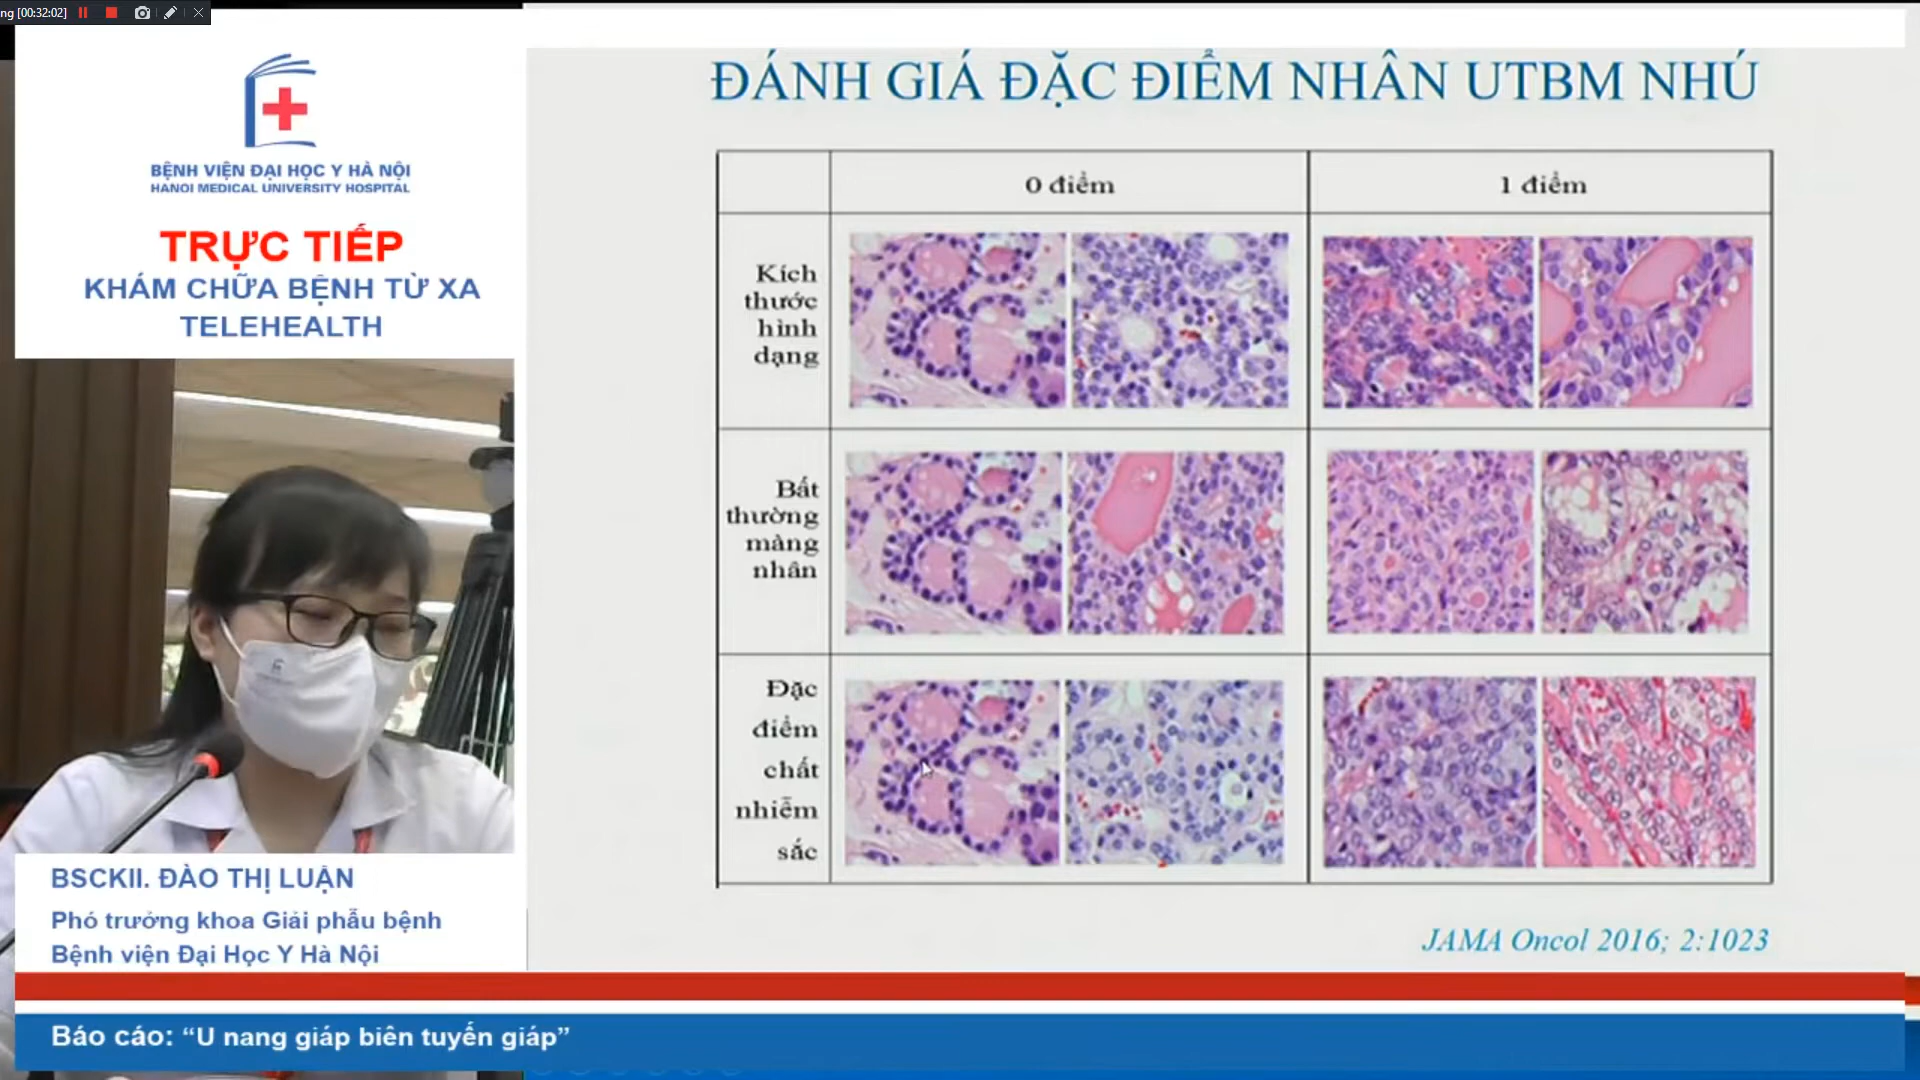 ng [00:32:02]
BỆNH VIỆN ĐẠI HỌC Y HÀ NỘI
HANOI MEDICAL UNIVERSITY HOSPITAL
TRỰC TIẾP
KHÁM CHỮA BỆNH TỪ XA
TELEHEALTH
BSCKII. ĐÀO THỊ LUẬN
Phó trưởng khoa Giải phẫu bệnh
Bệnh viện Đại Học Y Hà Nội
ĐÁNH GIÁ ĐẶC ĐIỂM NHÂN UTBM NHÚ
0 điểm
1 điểm
Kích
thước
hình
dạng
Bất
thường
màng
nhân
Đặc
điểm
chất
nhiễm
sắc
JAMA Oncol 2016; 2:1023
Báo cáo: “U nang giáp biên tuyến giáp”